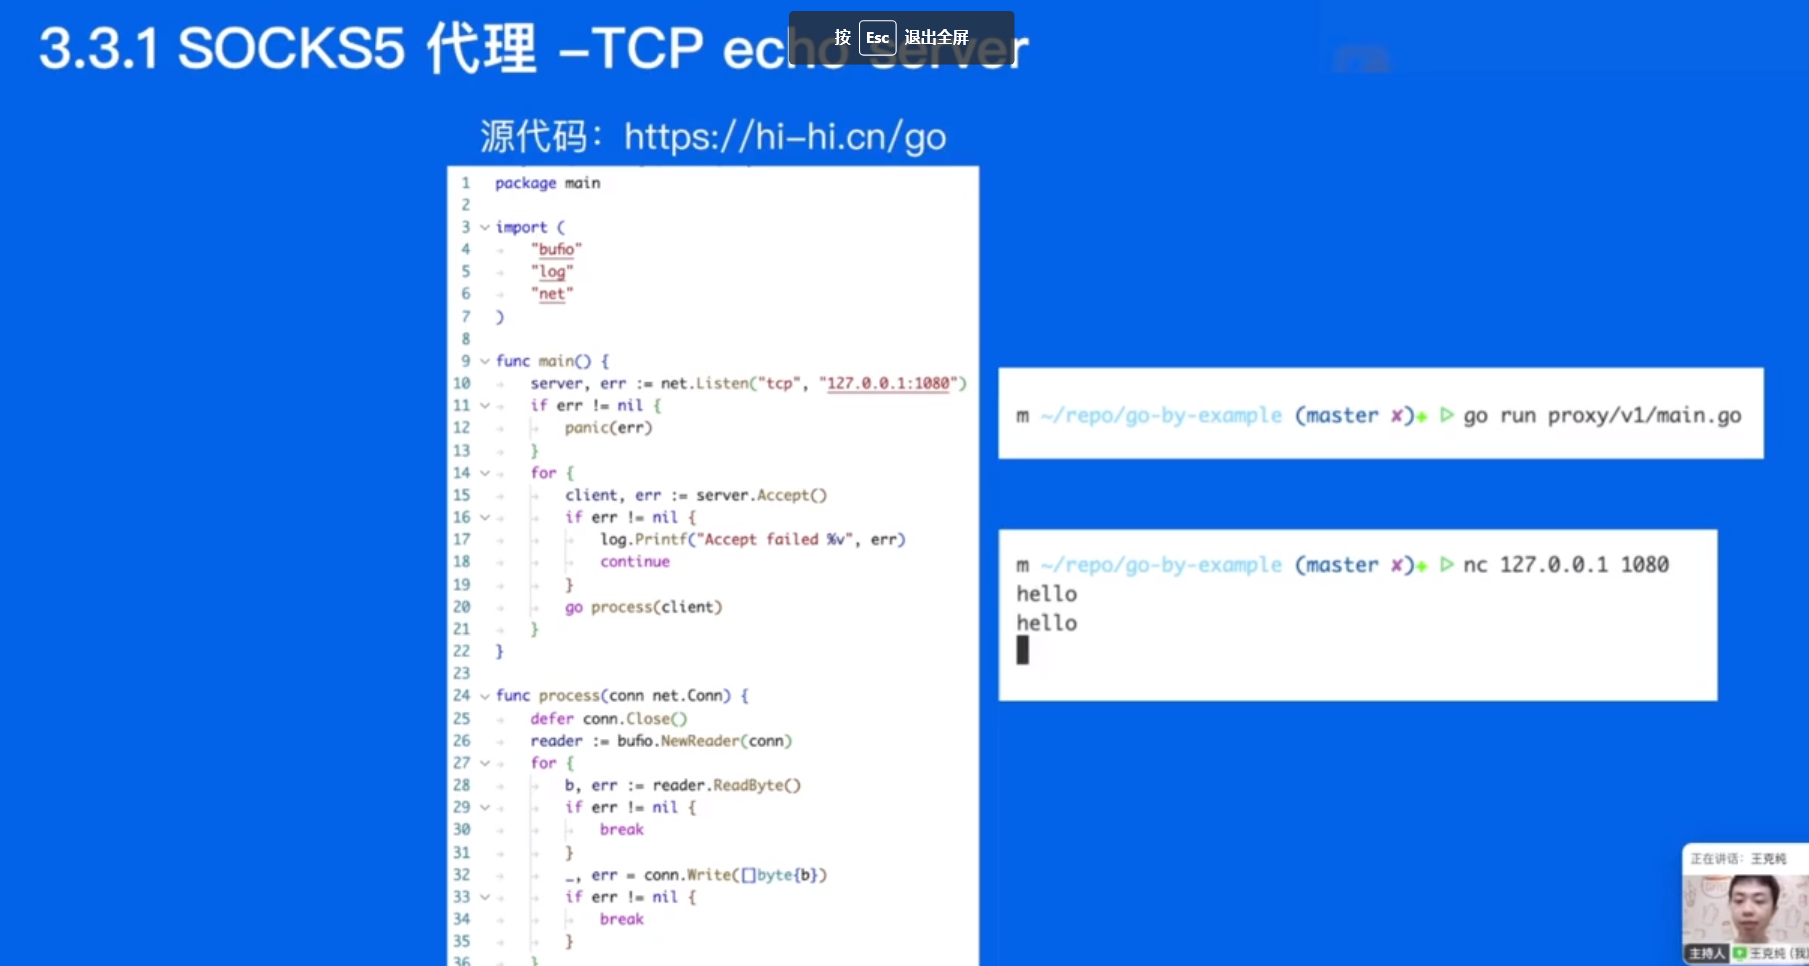 3.3.1 SOCKS5 代理 –TCP echo server
按 Esc 退出全屏
源代码：https://hi-hi.cn/go
1 package main
2
3 import (
4 "bufio"
5 "log"
6 "net"
7 )
8
9 func main() {
10 server, err := net.Listen("tcp", "127.0.0.1:1080")
11 if err != nil {
12 panic(err)
13 }
14 for {
15 client, err := server.Accept()
16 if err != nil {
17 log.Printf("Accept failed %v", err)
18 continue
19 }
20 go process(client)
21 }
22 }
23
24 func process(conn net.Conn) {
25 defer conn.Close()
26 reader := bufio.NewReader(conn)
27 for {
28 b, err := reader.ReadByte()
29 if err != nil {
30 break
31 }
32 _, err = conn.Write([]byte{b})
33 if err != nil {
34 break
35 }
36 }
m ~/repo/go-by-example (master ✘)✚ ▷ go run proxy/v1/main.go
m ~/repo/go-by-example (master ✘)✚ ▷ nc 127.0.0.1 1080
hello
hello
正在讲话：王克纯
主持人 王克纯 (我